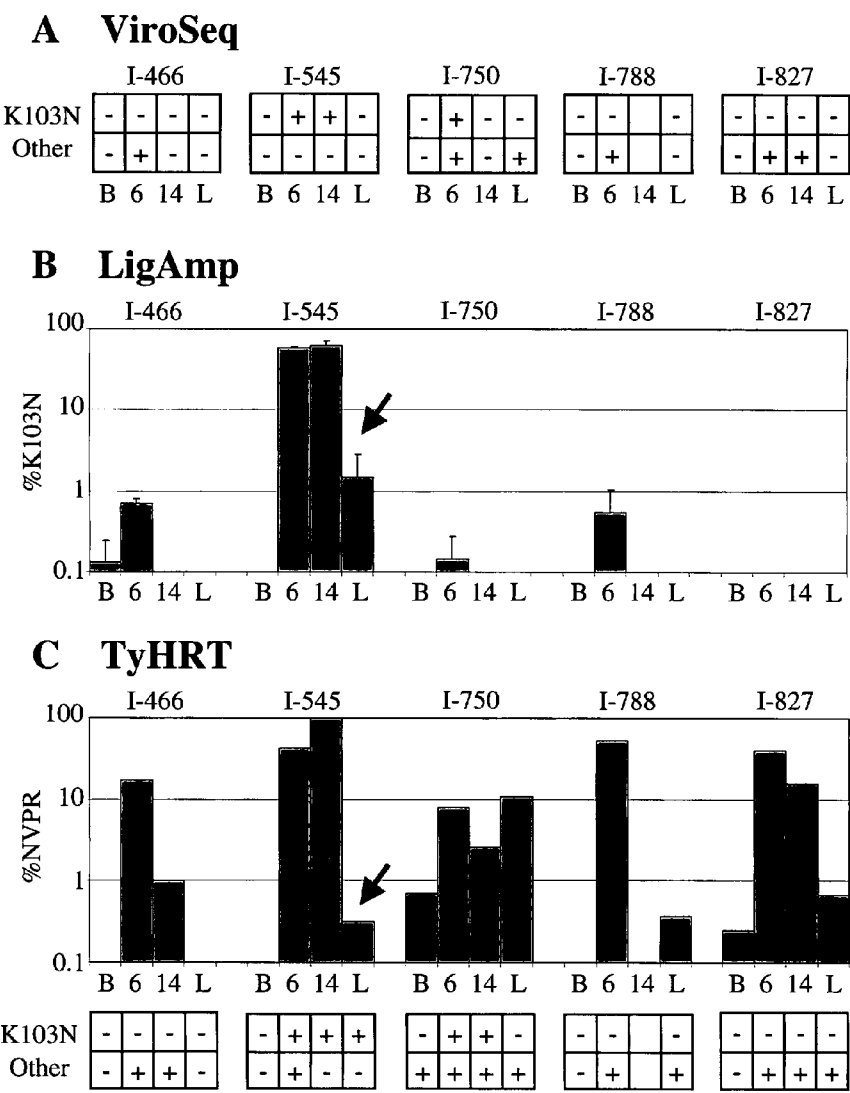 A ViroSeq
I-466 I-545 I-750 I-788 I-827
K103N - - - - - + + - - + - - - - - - - - -
Other - + - - - - - - - + - + - + - - + + -
B 6 14 L B 6 14 L B 6 14 L B 6 14 L B 6 14 L
B LigAmp
I-466 I-545 I-750 I-788 I-827
100
10
1
0.1
%K103N
B 6 14 L B 6 14 L B 6 14 L B 6 14 L B 6 14 L
C TyHRT
I-466 I-545 I-750 I-788 I-827
100
10
1
0.1
%NVPR
B 6 14 L B 6 14 L B 6 14 L B 6 14 L B 6 14 L
K103N - - - - - + + + - + + - - - - - - - -
Other - + + - - + - - + + + + - + + - + + +